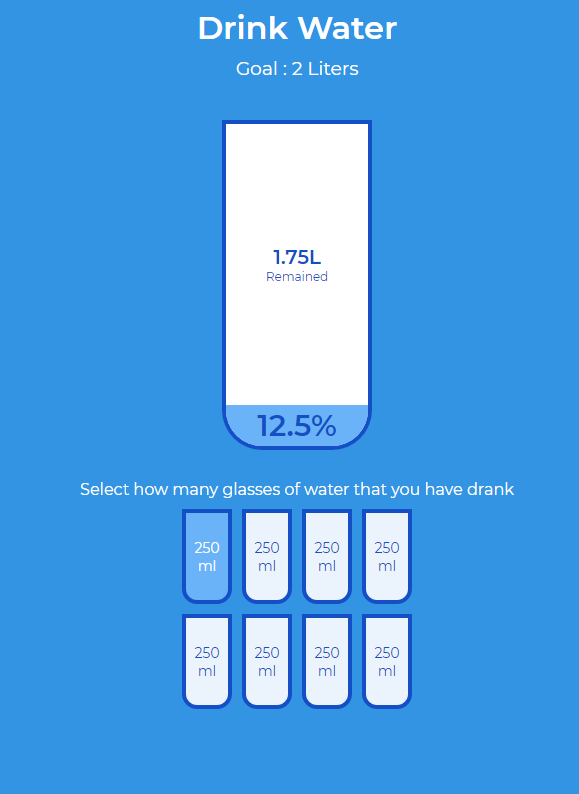 Drink Water
Goal : 2 Liters
1.75L
Remained
12.5%
Select how many glasses of water that you have drank
250 250 250 250
ml ml ml ml
250 250 250 250
ml ml ml ml